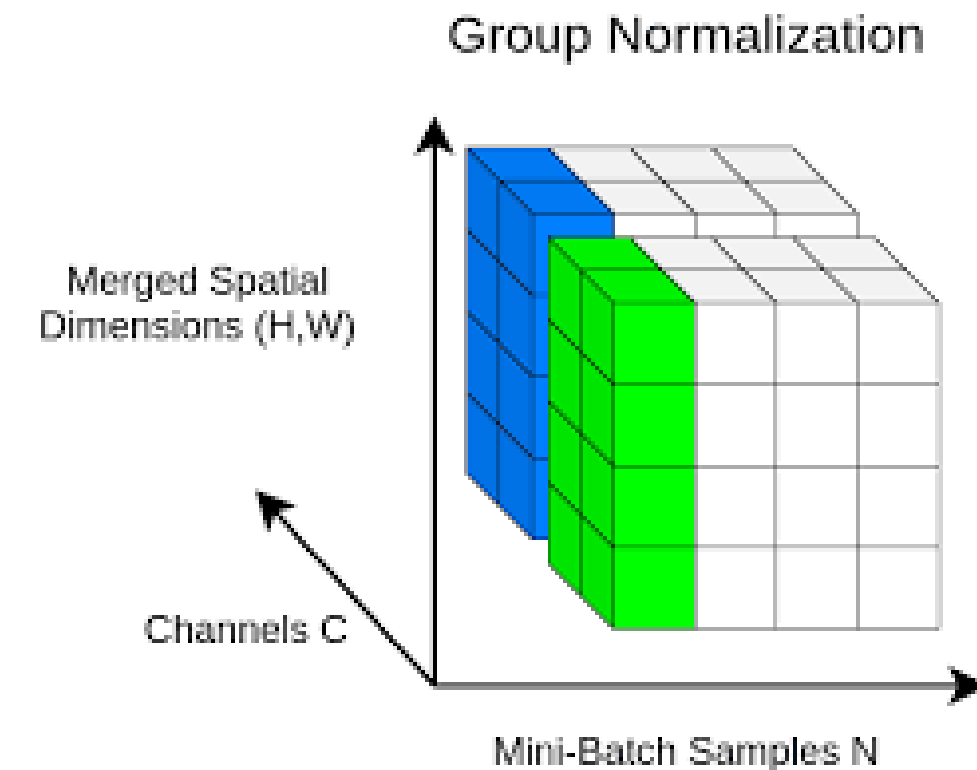 Group Normalization
Merged Spatial
Dimensions (H,W)
Channels C
Mini-Batch Samples N